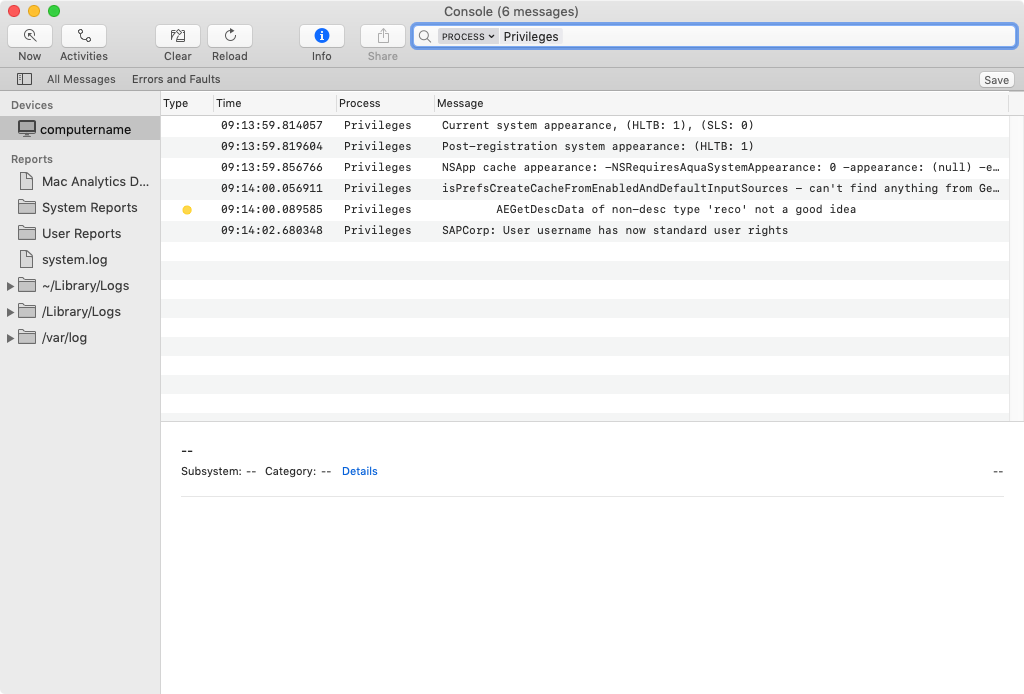 Console (6 messages)
PROCESS Privileges
Now Activities Clear Reload Info Share
All Messages Errors and Faults Save
Devices
computername
Reports
Mac Analytics D...
System Reports
User Reports
system.log
~/Library/Logs
/Library/Logs
/var/log
Type Time Process Message
09:13:59.814057 Privileges Current system appearance, (HLTB: 1), (SLS: 0)
09:13:59.819604 Privileges Post-registration system appearance: (HLTB: 1)
09:13:59.856766 Privileges NSApp cache appearance: -NSRequiresAquaSystemAppearance: 0 -appearance: (null) -e…
09:14:00.056911 Privileges isPrefsCreateCacheFromEnabledAndDefaultInputSources - can't find anything from Ge…
09:14:00.089585 Privileges AEGetDescData of non-desc type 'reco' not a good idea
09:14:02.680348 Privileges SAPCorp: User username has now standard user rights
--
Subsystem: -- Category: -- Details --